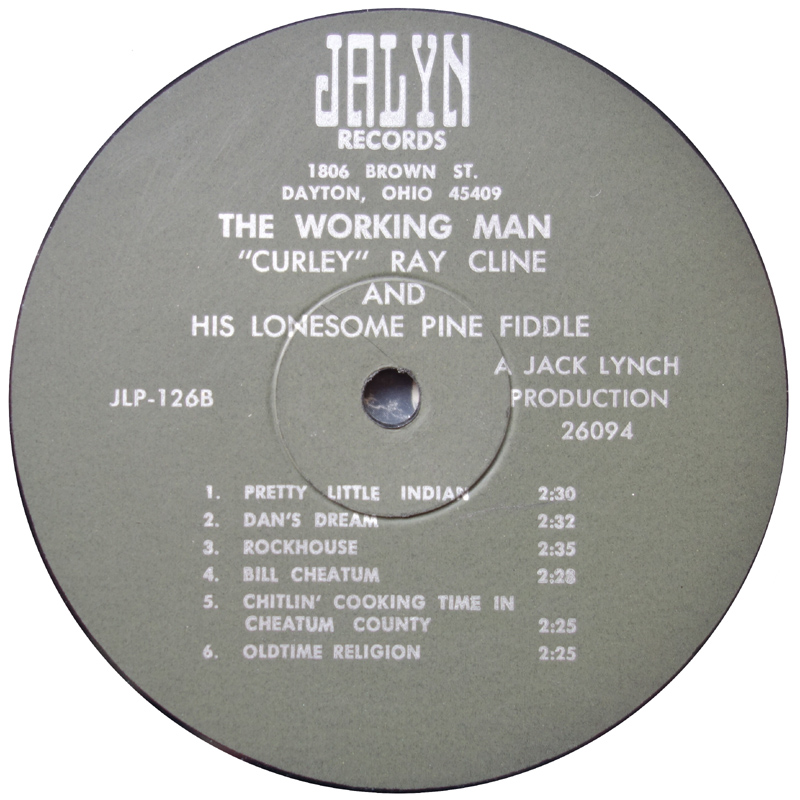 JALYN
RECORDS
1806 BROWN ST.
DAYTON, OHIO 45409
THE WORKING MAN
"CURLEY" RAY CLINE
AND
HIS LONESOME PINE FIDDLE
A JACK LYNCH
JLP-126B PRODUCTION
26094
1. PRETTY LITTLE INDIAN 2:30
2. DAN'S DREAM 2:32
3. ROCKHOUSE 2:35
4. BILL CHEATUM 2:28
5. CHITLIN' COOKING TIME IN
CHEATUM COUNTY 2:25
6. OLDTIME RELIGION 2:25